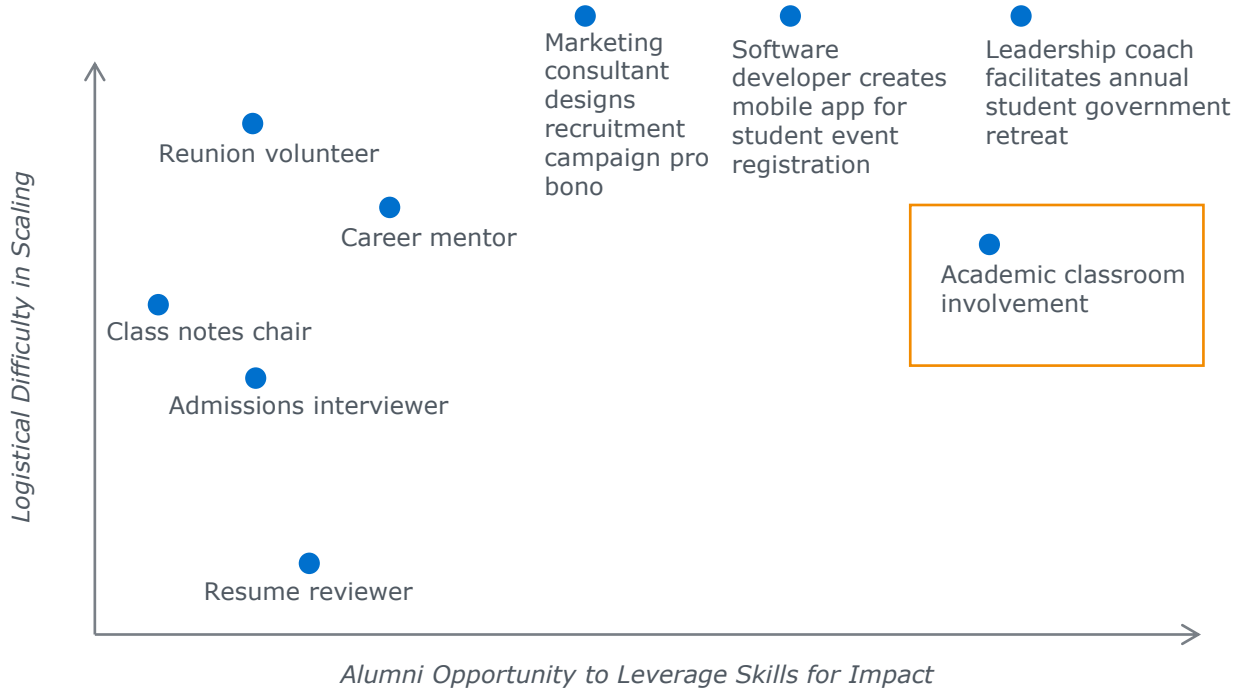 Marketing
consultant
designs
recruitment
campaign pro
bono
Software
developer creates
mobile app for
student event
registration
Leadership coach
facilitates annual
student government
retreat
Reunion volunteer
Career mentor
Academic classroom
involvement
Class notes chair
Admissions interviewer
Resume reviewer
Logistical Difficulty in Scaling
Alumni Opportunity to Leverage Skills for Impact